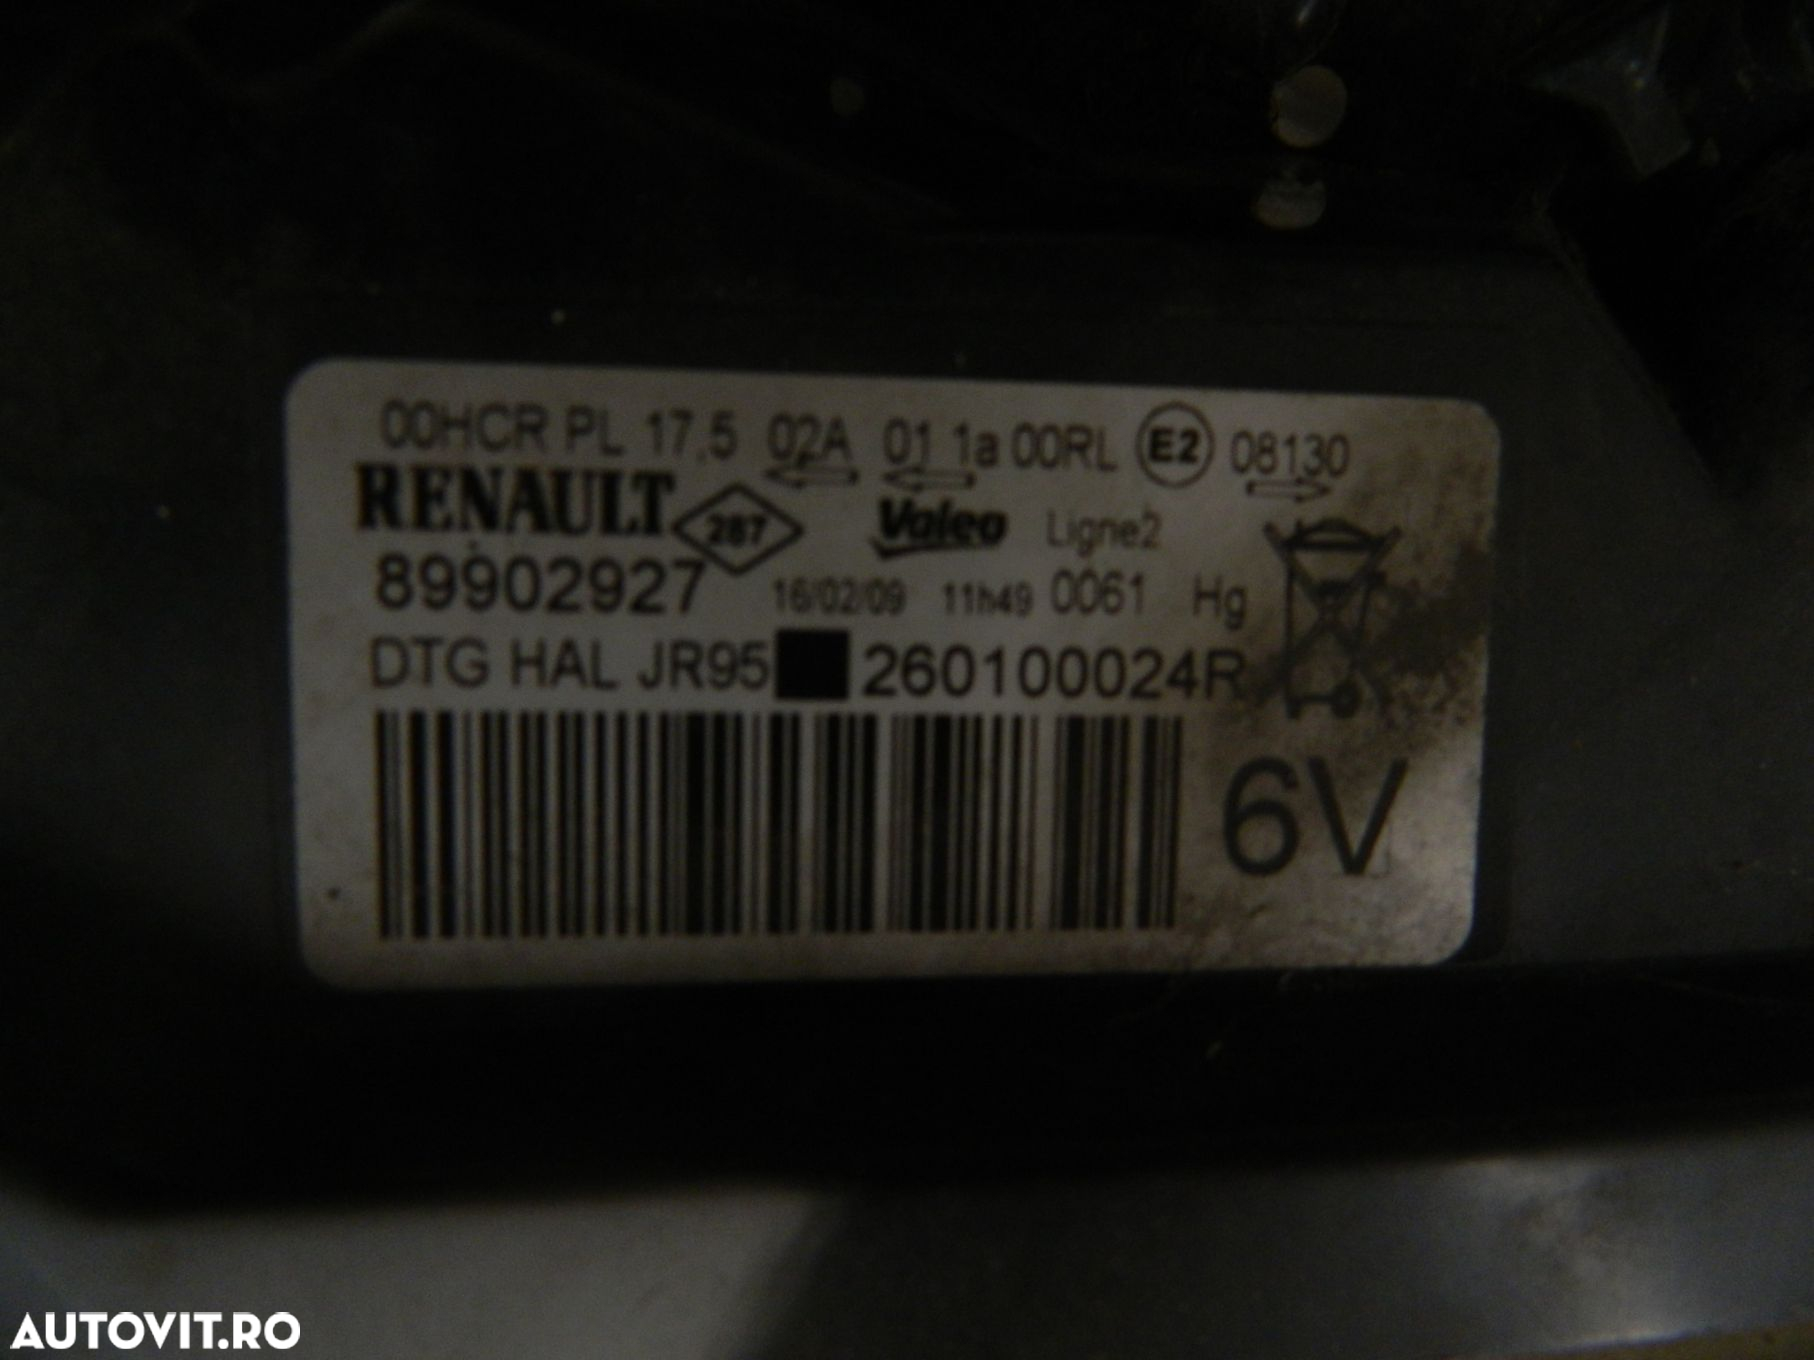 00HCR PL 17,5 02A 01 1a 00RL E2 08130
RENAULT 287 Valeo Ligne2
89902927 16/02/09 11h49 0061 Hg
DTG HAL JR95 260100024R
6V
AUTOVIT.RO